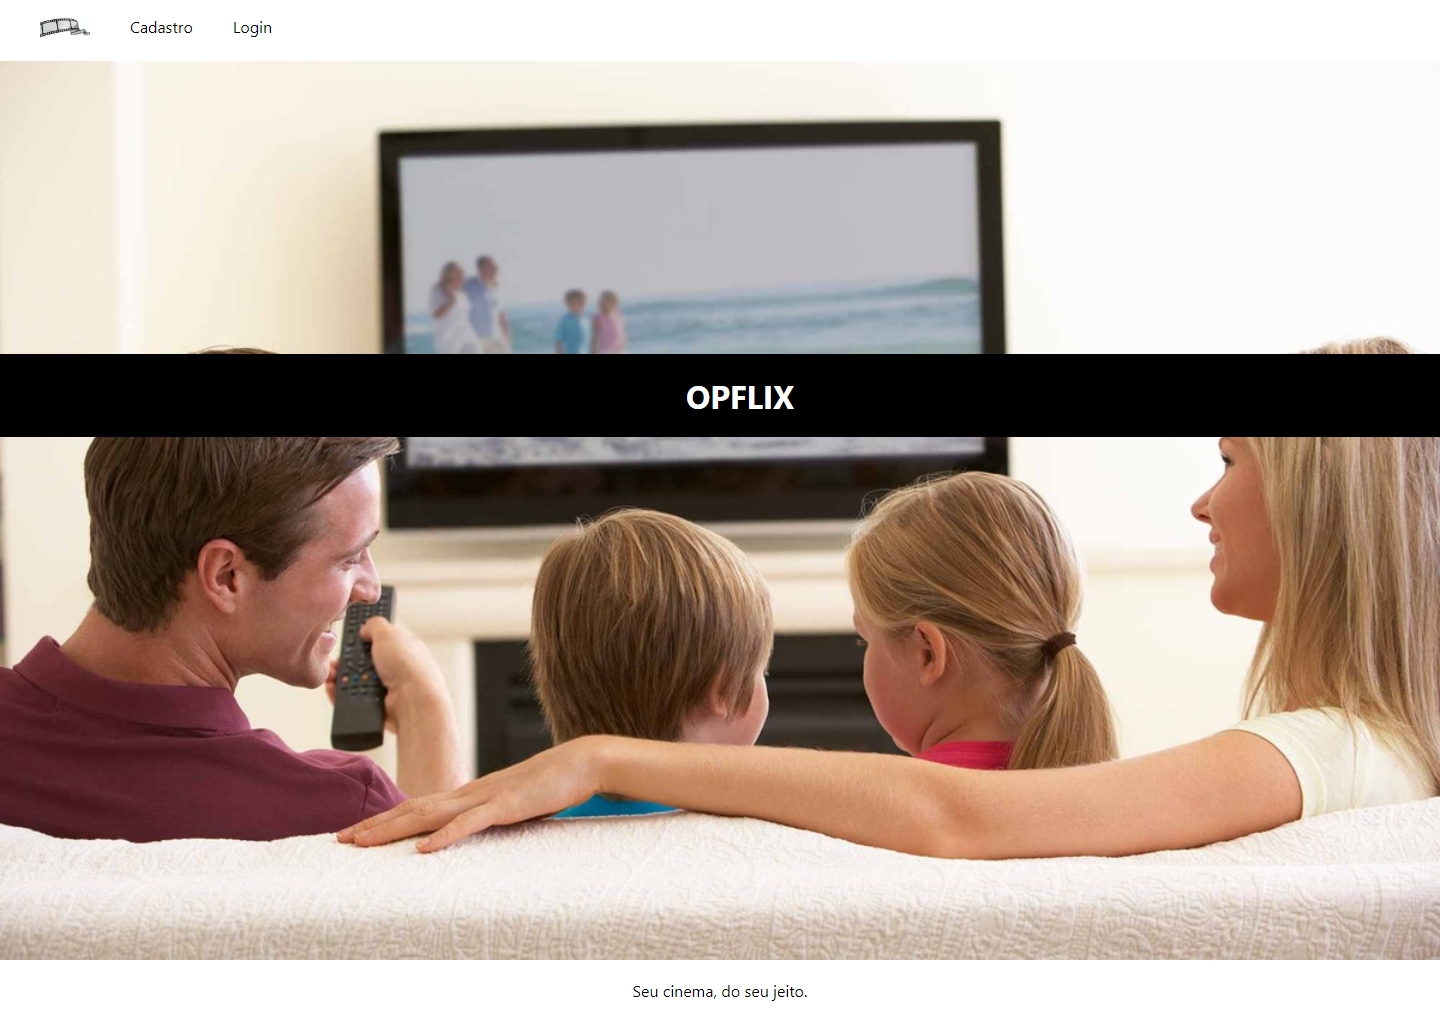 Cadastro
Login
OPFLIX
Seu cinema, do seu jeito.